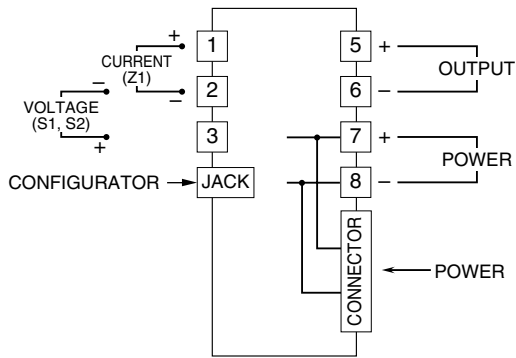 +
CURRENT
(Z1)
–
–
VOLTAGE
(S1, S2)
+
CONFIGURATOR
1
2
3
JACK
5
+
6
–
OUTPUT
7
+
8
–
POWER
CONNECTOR
POWER